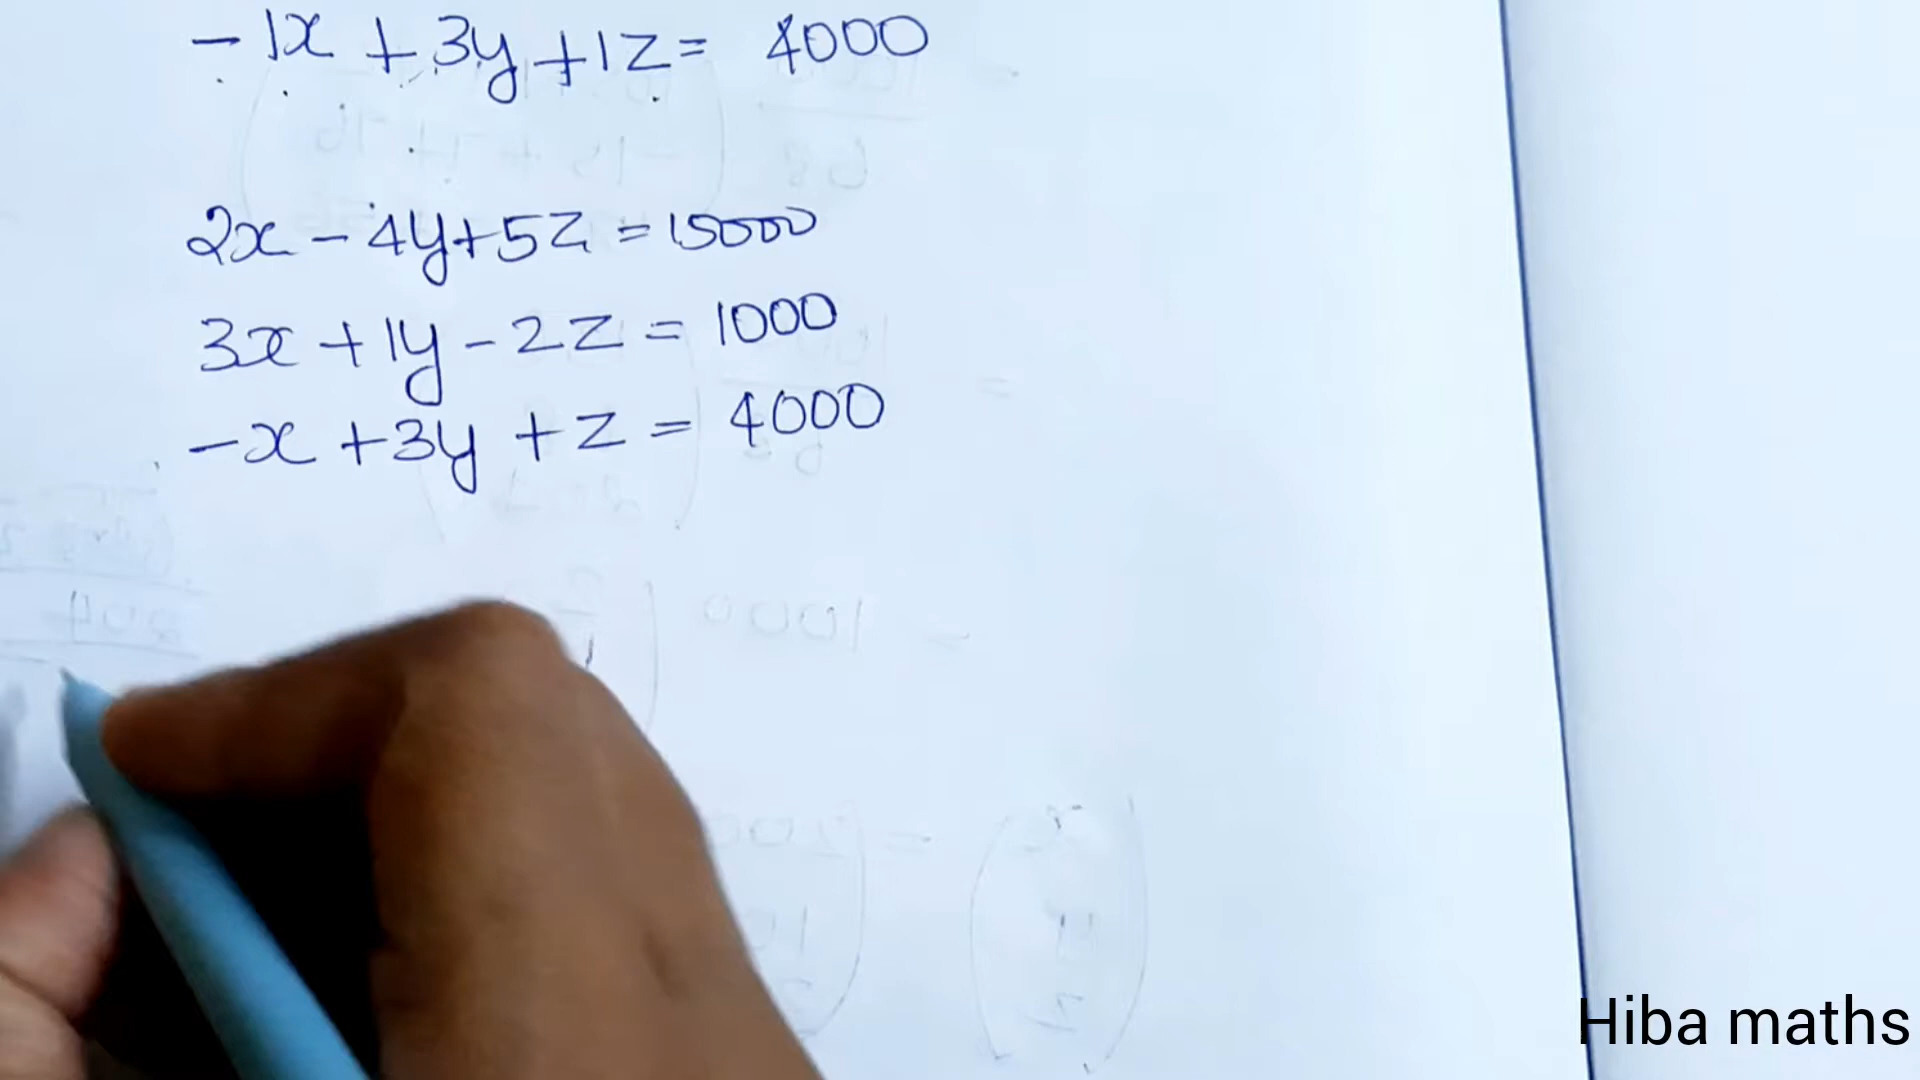 - 1x + 3y + 1z = 4000
2x - 4y + 5z = 15000
3x + 1y - 2z = 1000
-x + 3y + z = 4000
Hiba maths